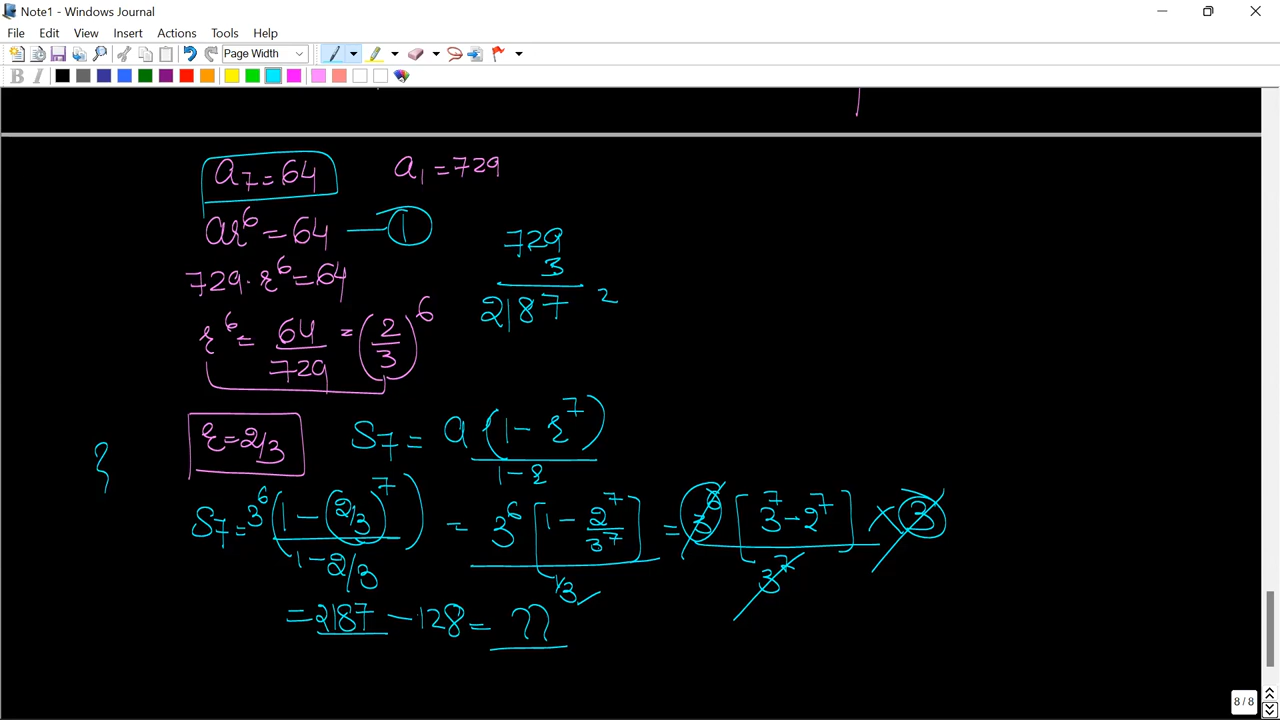 Note1 - Windows Journal
File Edit View Insert Actions Tools Help
Page Width
B I
a₇=64 a₁=729
ar⁶=64 — ①
729·r⁶=64
r⁶= 64/729 = (2/3)⁶
729
3
2187 2
r=2/3 S₇= a(1-r⁷)/1-r
S₇= 3⁶(1-(2/3)⁷)/1-2/3 = 3⁶[1-2⁷/3⁷]/1/3 = 3⁶[3⁷-2⁷]/3⁷ × 3
=2187-128= ??
8 / 8